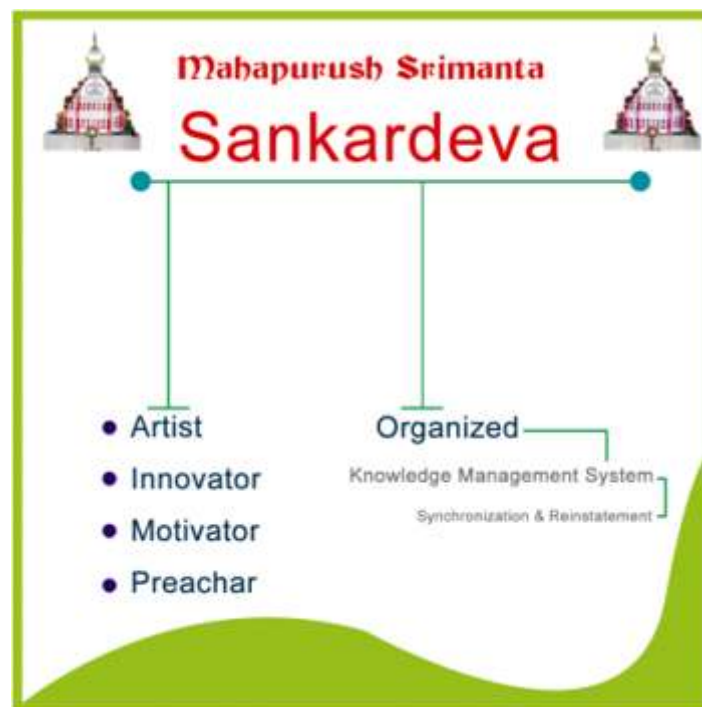 Mahapurush Srimanta
Sankardeva
Artist
Innovator
Motivator
Preachar
Organized
Knowledge Management System
Synchronization & Reinstatement